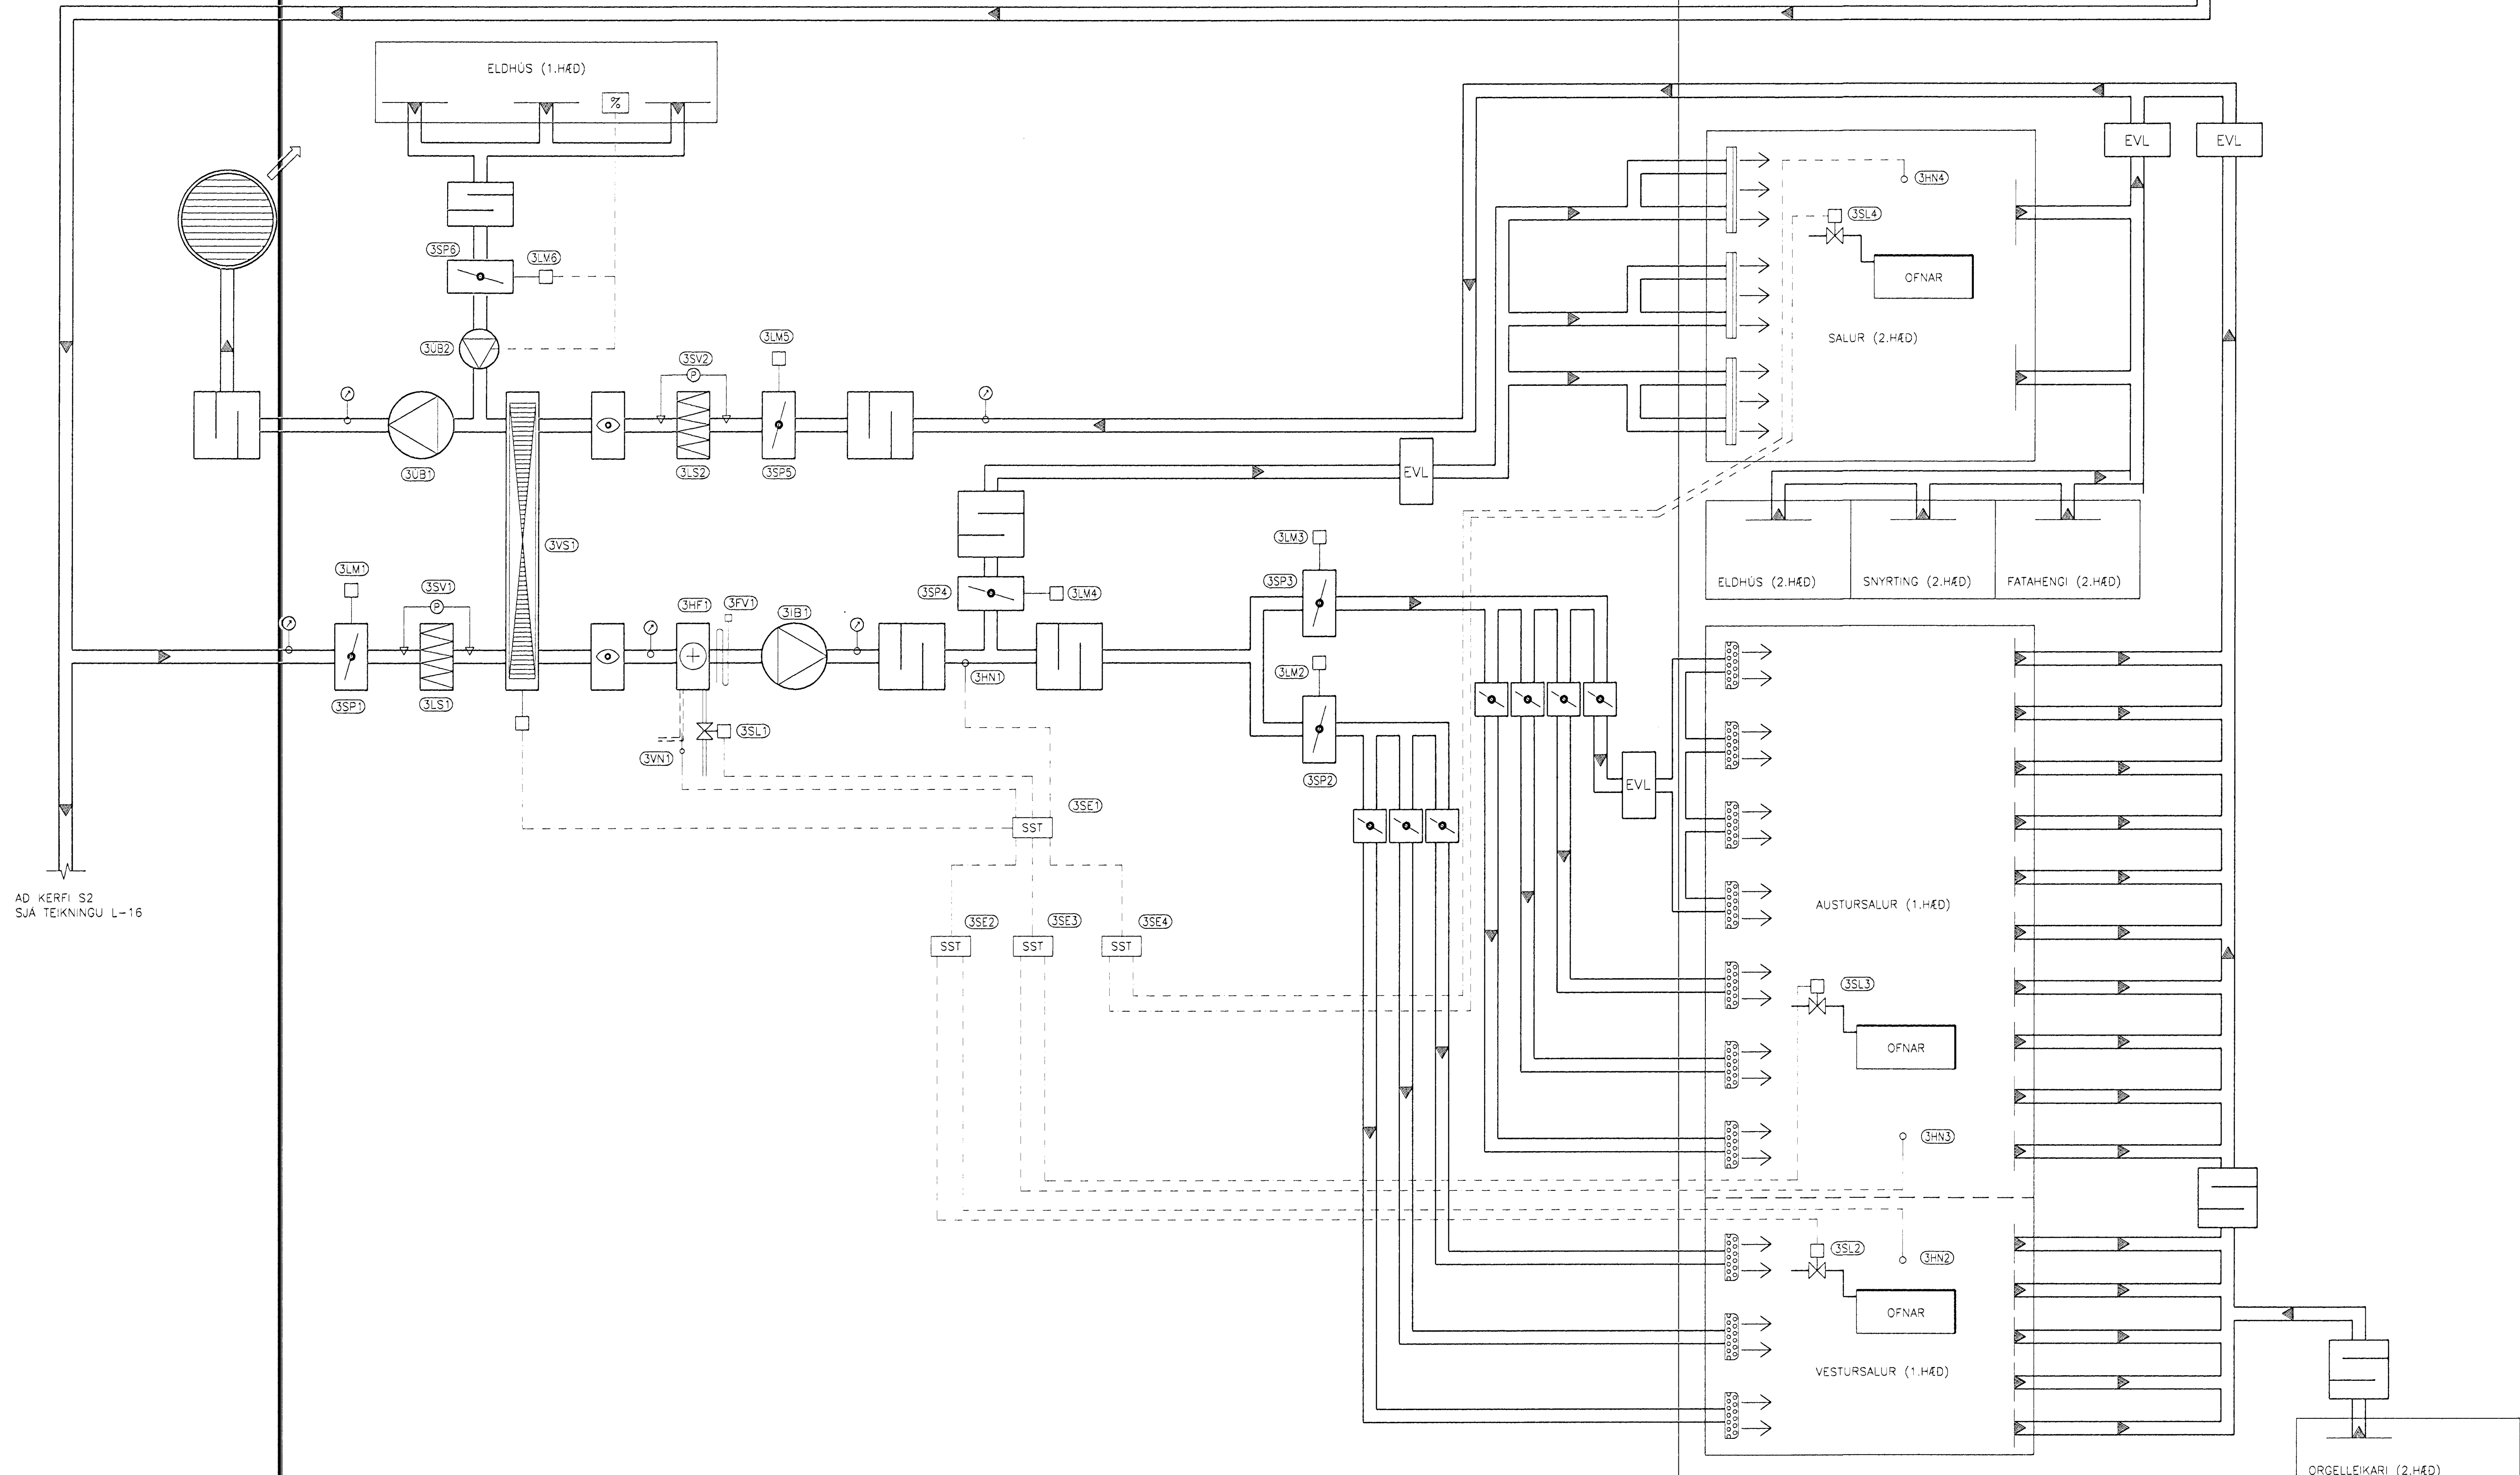 ELDHÚS (1.HÆÐ)
%
EVL
EVL
3HN4
3SL4
3SP6
3LM6
OFNAR
3ÚB2
3LM5
SALUR (2.HÆÐ)
3SV2
P
3ÚB1
3LS2
3SP5
EVL
3VS1
3LM3
3LM1
3SP3
ELDHÚS (2.HÆÐ)
SNYRTING (2.HÆÐ)
FATAHENGI (2.HÆÐ)
3SV1
P
3HF1
3FV1
3IB1
3SP4
3LM4
3LM2
3HN1
3SP1
3LS1
3SL1
3VN1
3SP2
EVL
3SE1
SST
AÐ KERFI S2
SJÁ TEIKNINGU L-16
AUSTURSALUR (1.HÆÐ)
3SE2
3SE3
3SE4
SST
SST
SST
3SL3
OFNAR
3HN3
3SL2
3HN2
OFNAR
VESTURSALUR (1.HÆÐ)
ORGELLEIKARI (2.HÆÐ)